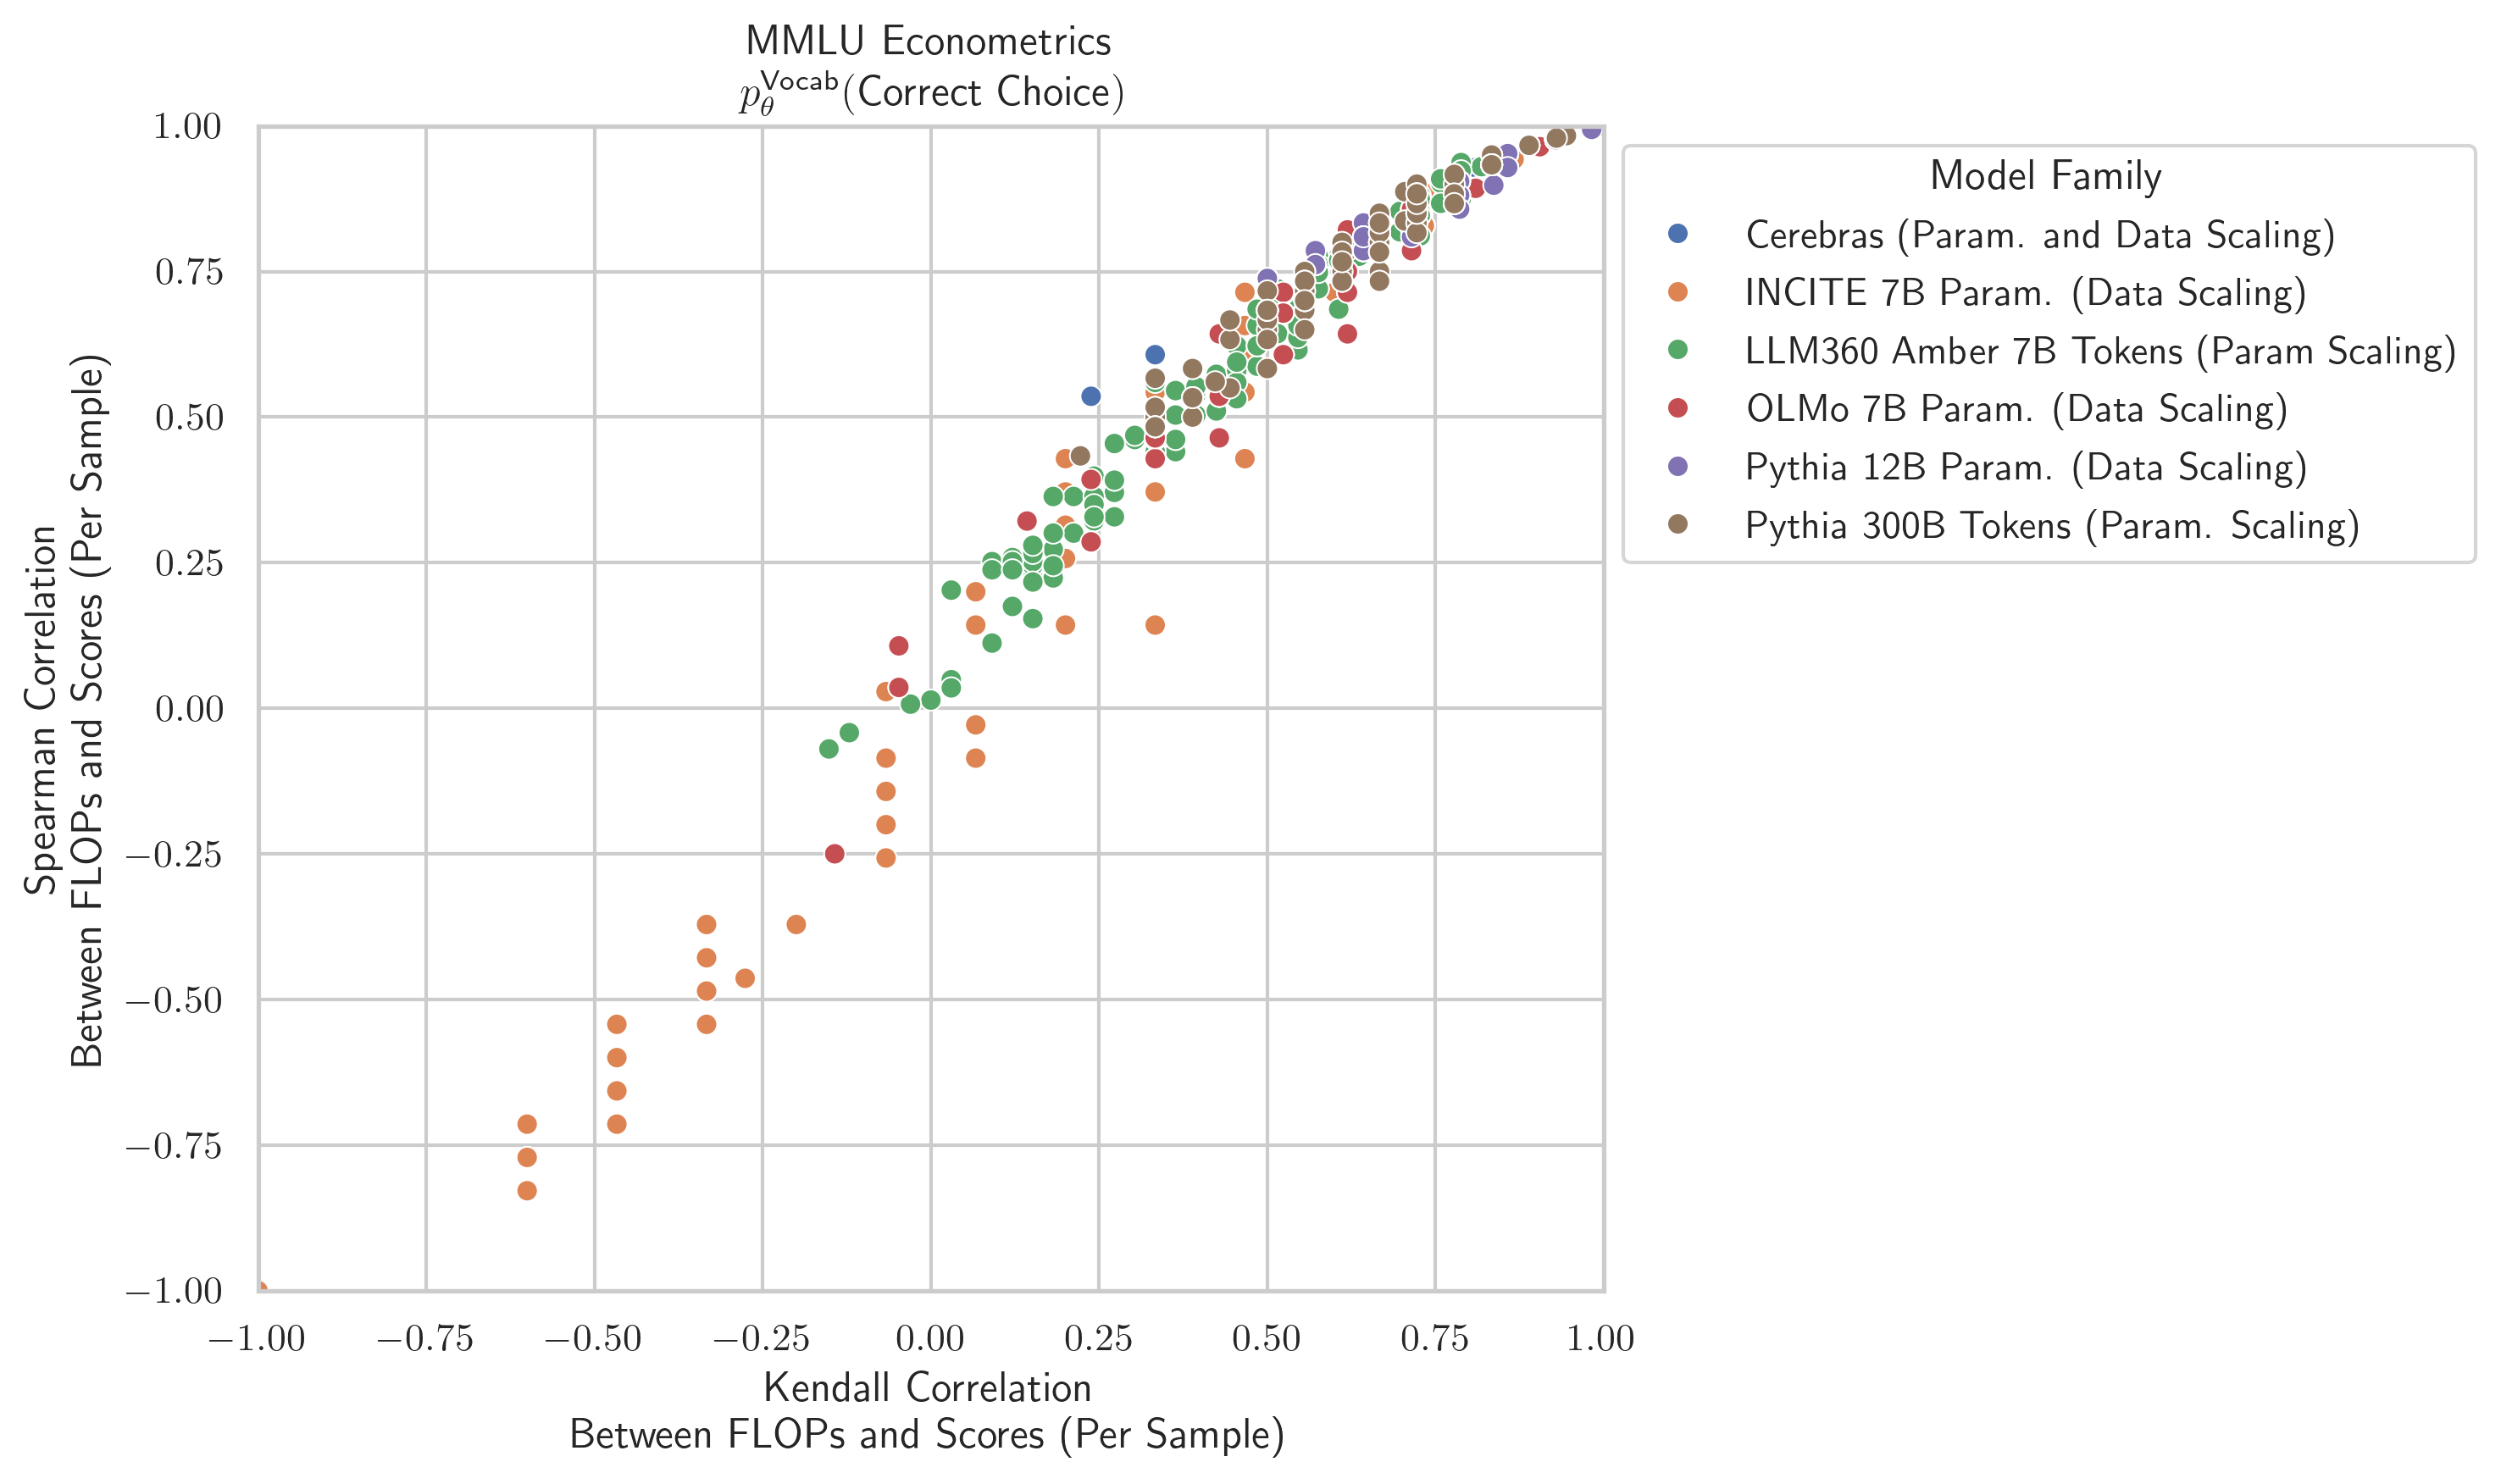 MMLU Econometrics
p_θ^Vocab(Correct Choice)
1.00
0.75
0.50
0.25
0.00
−0.25
−0.50
−0.75
−1.00
Spearman Correlation
Between FLOPs and Scores (Per Sample)
−1.00 −0.75 −0.50 −0.25 0.00 0.25 0.50 0.75 1.00
Kendall Correlation
Between FLOPs and Scores (Per Sample)
Model Family
Cerebras (Param. and Data Scaling)
INCITE 7B Param. (Data Scaling)
LLM360 Amber 7B Tokens (Param Scaling)
OLMo 7B Param. (Data Scaling)
Pythia 12B Param. (Data Scaling)
Pythia 300B Tokens (Param. Scaling)